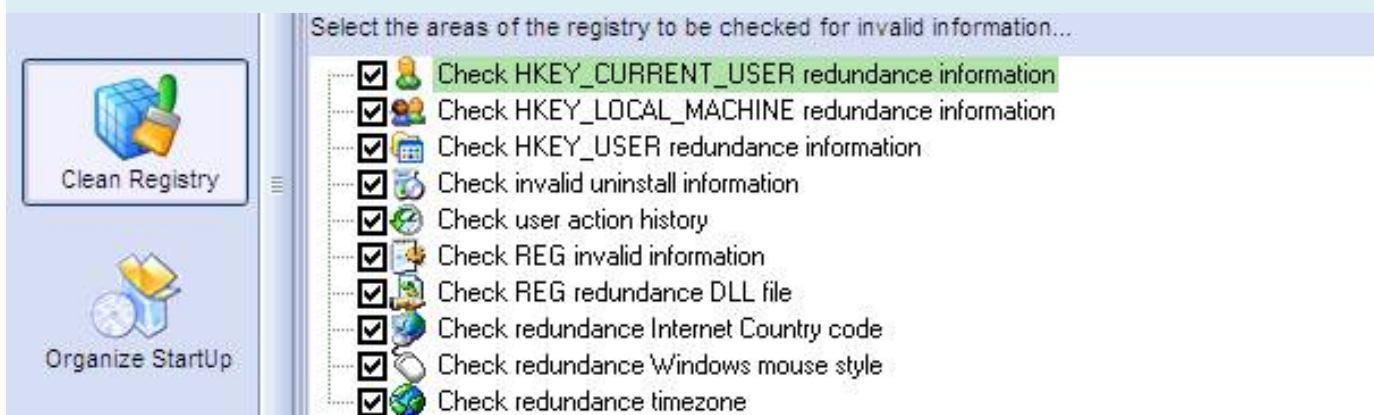 Select the areas of the registry to be checked for invalid information...
Check HKEY_CURRENT_USER redundance information
Check HKEY_LOCAL_MACHINE redundance information
Check HKEY_USER redundance information
Clean Registry
Check invalid uninstall information
Check user action history
Check REG invalid information
Check REG redundance DLL file
Check redundance Internet Country code
Organize StartUp
Check redundance Windows mouse style
Check redundance timezone